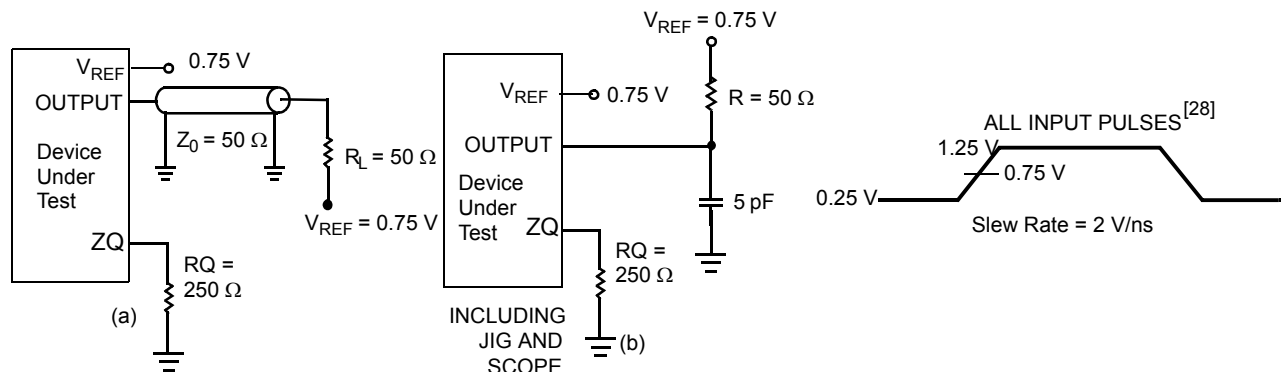 V_REF 0.75 V
OUTPUT
Z_0 = 50 Ω
Device
Under
Test
R_L = 50 Ω
V_REF = 0.75 V
ZQ
RQ =
250 Ω
(a)
V_REF = 0.75 V
R = 50 Ω
V_REF 0.75 V
OUTPUT
Device
Under
Test
5 pF
ZQ
RQ =
250 Ω
INCLUDING
JIG AND
SCOPE
(b)
ALL INPUT PULSES[28]
1.25 V
0.75 V
0.25 V
Slew Rate = 2 V/ns